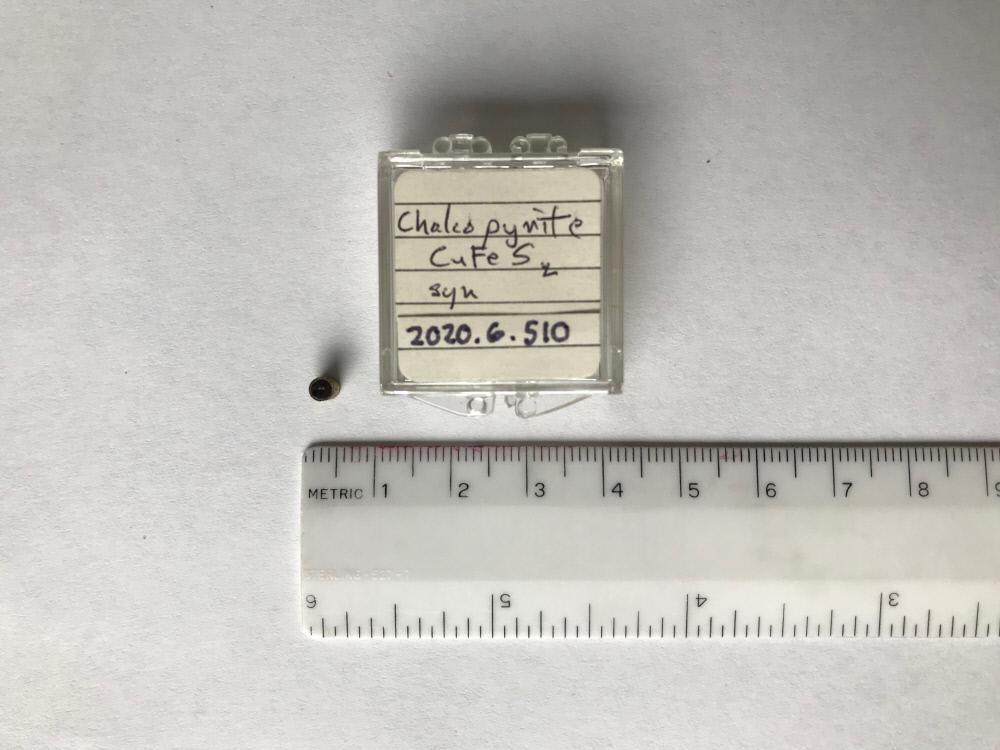 Chalcopyrite
CuFeS2
syn
2020.6.510
METRIC 1 2 3 4 5 6 7 8 9
6 5 4 3